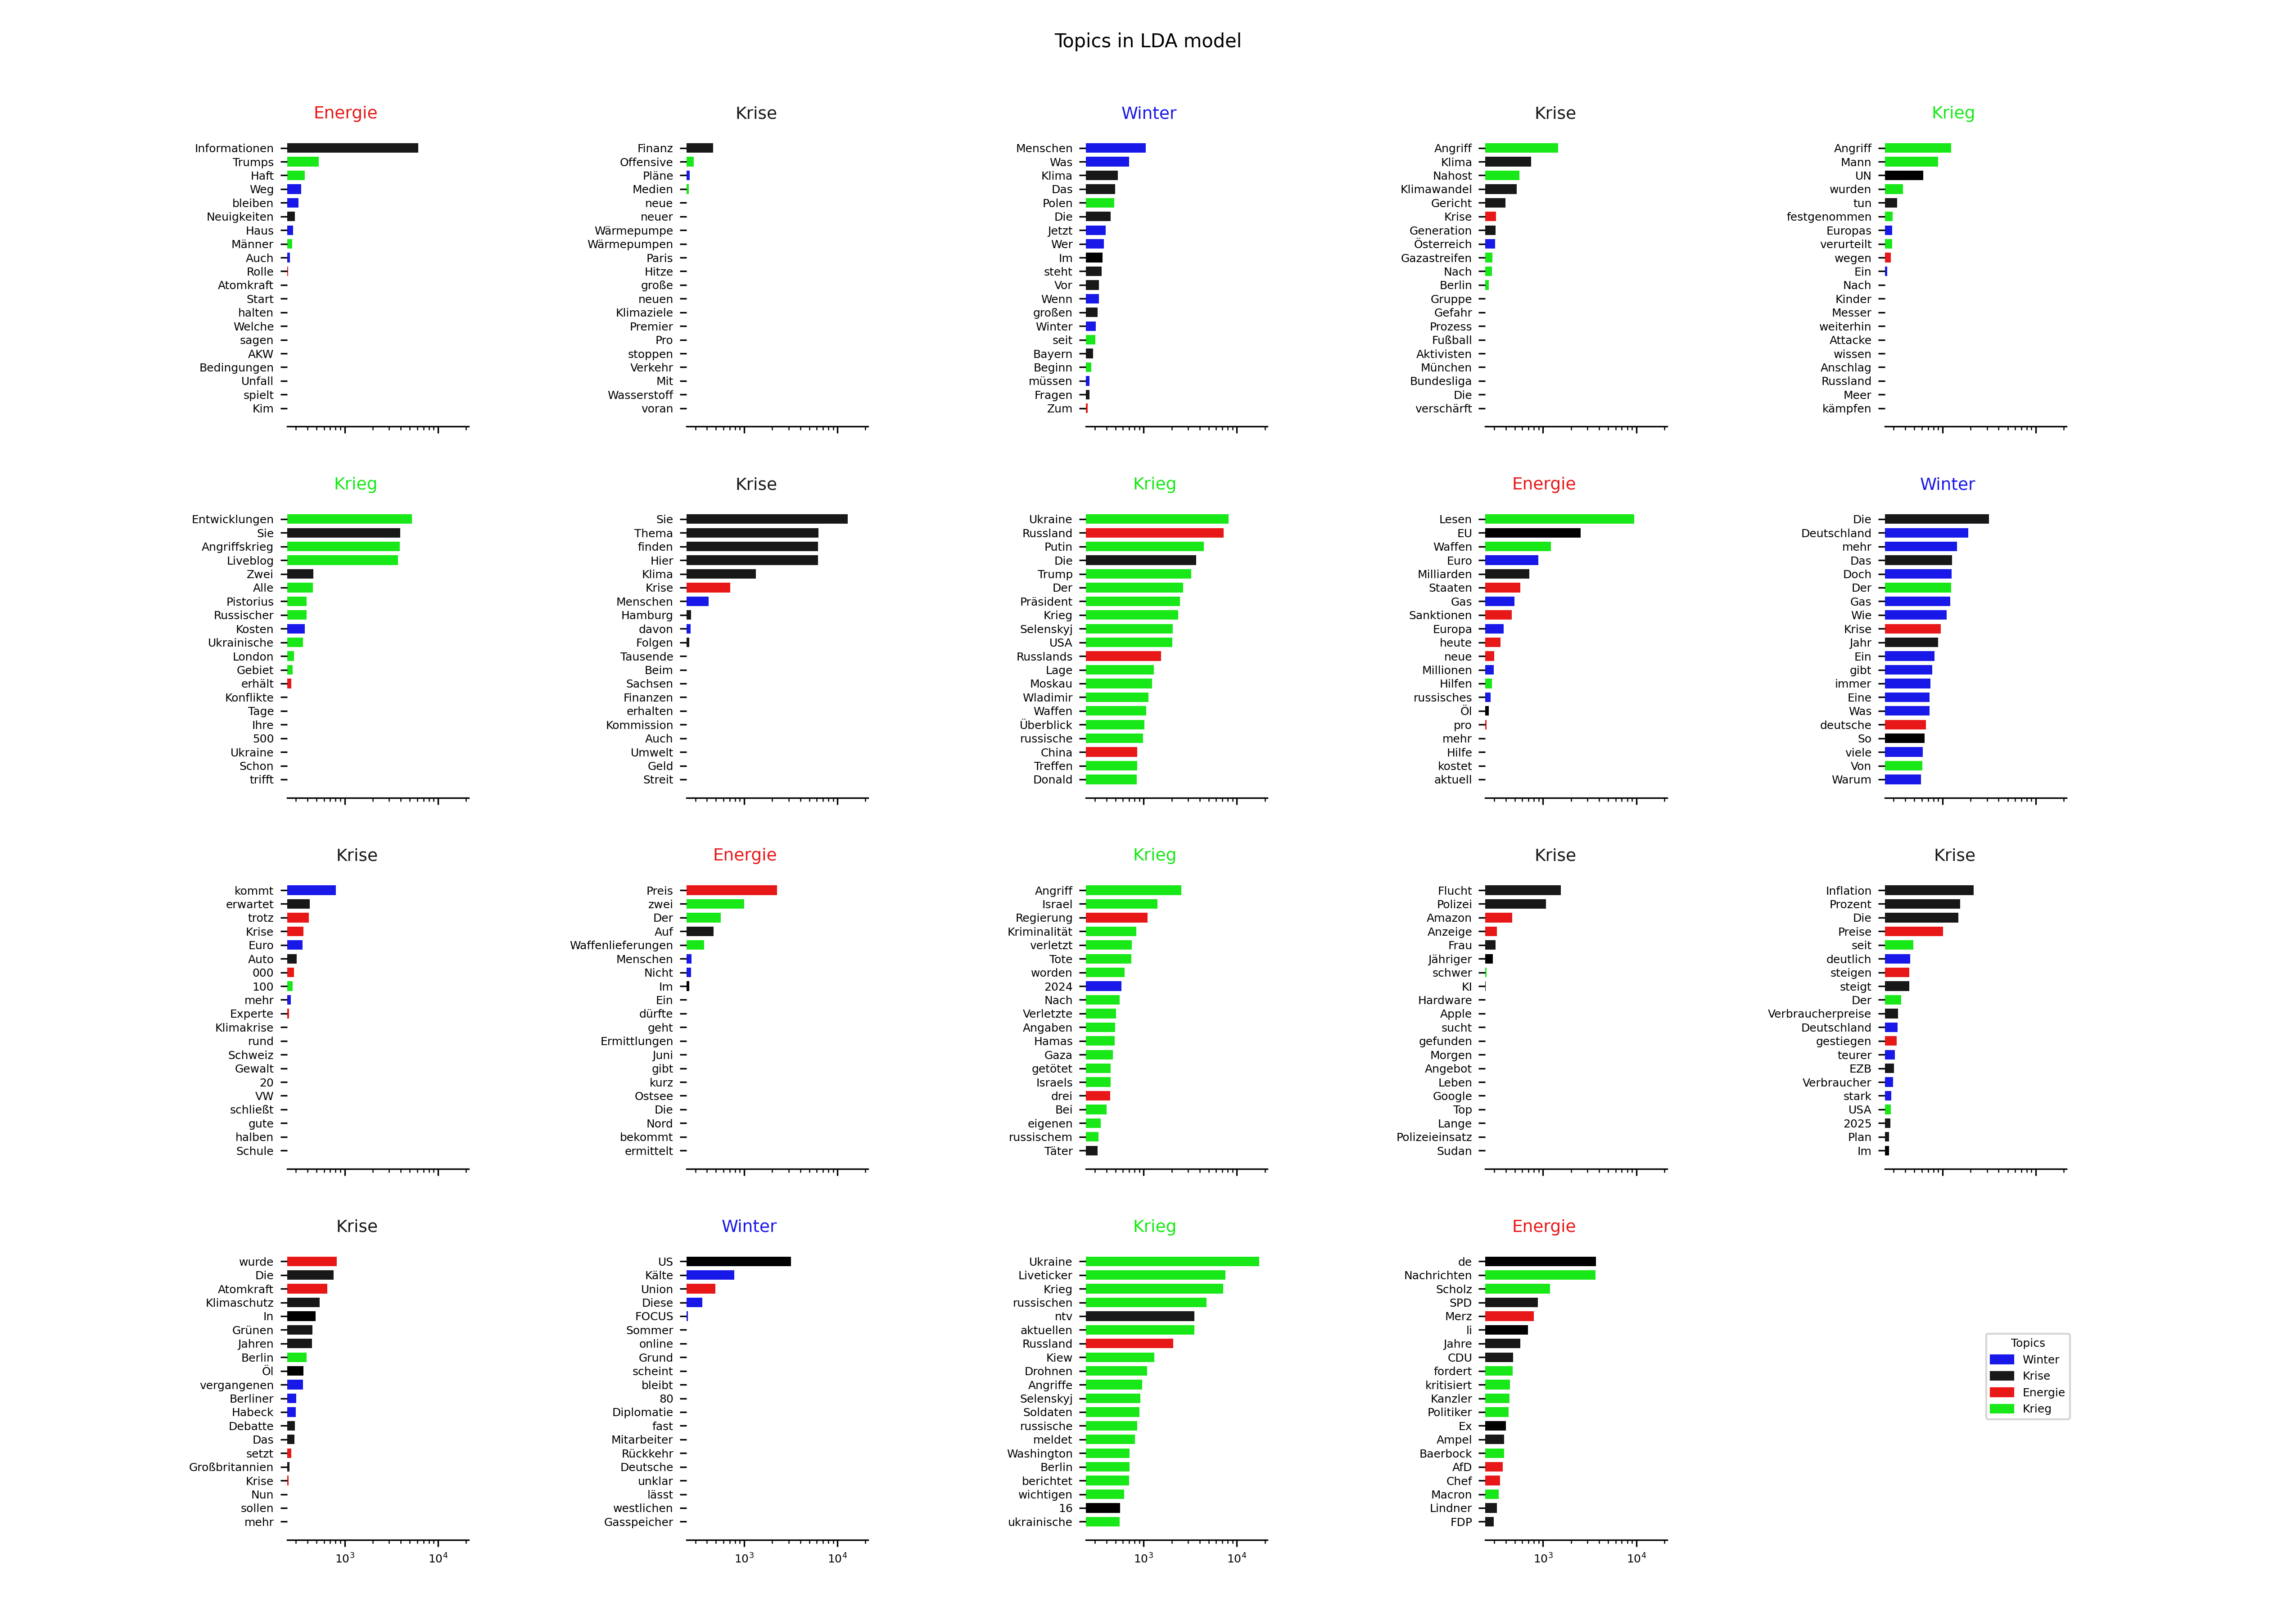 Topics in LDA model
Energie
Informationen
Trumps
Haft
Weg
bleiben
Neuigkeiten
Haus
Männer
Auch
Rolle
Atomkraft
Start
halten
Welche
sagen
AKW
Bedingungen
Unfall
spielt
Kim
Krise
Finanz
Offensive
Pläne
Medien
neue
neuer
Wärmepumpe
Wärmepumpen
Paris
Hitze
große
neuen
Klimaziele
Premier
Pro
stoppen
Verkehr
Mit
Wasserstoff
voran
Winter
Menschen
Was
Klima
Das
Polen
Die
Jetzt
Wer
Im
steht
Vor
Wenn
großen
Winter
seit
Bayern
Beginn
müssen
Fragen
Zum
Krise
Angriff
Klima
Nahost
Klimawandel
Gericht
Krise
Generation
Österreich
Gazastreifen
Nach
Berlin
Gruppe
Gefahr
Prozess
Fußball
Aktivisten
München
Bundesliga
Die
verschärft
Krieg
Angriff
Mann
UN
wurden
tun
festgenommen
Europas
verurteilt
wegen
Ein
Nach
Kinder
Messer
weiterhin
Attacke
wissen
Anschlag
Russland
Meer
kämpfen
Krieg
Entwicklungen
Sie
Angriffskrieg
Liveblog
Zwei
Alle
Pistorius
Russischer
Kosten
Ukrainische
London
Gebiet
erhält
Konflikte
Tage
Ihre
500
Ukraine
Schon
trifft
Krise
Sie
Thema
finden
Hier
Klima
Krise
Menschen
Hamburg
davon
Folgen
Tausende
Beim
Sachsen
Finanzen
erhalten
Kommission
Auch
Umwelt
Geld
Streit
Krieg
Ukraine
Russland
Putin
Die
Trump
Der
Präsident
Krieg
Selenskyj
USA
Russlands
Lage
Moskau
Wladimir
Waffen
Überblick
russische
China
Treffen
Donald
Energie
Lesen
EU
Waffen
Euro
Milliarden
Staaten
Gas
Sanktionen
Europa
heute
neue
Millionen
Hilfen
russisches
Öl
pro
mehr
Hilfe
kostet
aktuell
Winter
Die
Deutschland
mehr
Das
Doch
Der
Gas
Wie
Krise
Jahr
Ein
gibt
immer
Eine
Was
deutsche
So
viele
Von
Warum
Krise
kommt
erwartet
trotz
Krise
Euro
Auto
000
100
mehr
Experte
Klimakrise
rund
Schweiz
Gewalt
20
VW
schließt
gute
halben
Schule
Energie
Preis
zwei
Der
Auf
Waffenlieferungen
Menschen
Nicht
Im
Ein
dürfte
geht
Ermittlungen
Juni
gibt
kurz
Ostsee
Die
Nord
bekommt
ermittelt
Krieg
Angriff
Israel
Regierung
Kriminalität
verletzt
Tote
worden
2024
Nach
Verletzte
Angaben
Hamas
Gaza
getötet
Israels
drei
Bei
eigenen
russischem
Täter
Krise
Flucht
Polizei
Amazon
Anzeige
Frau
Jähriger
schwer
KI
Hardware
Apple
sucht
gefunden
Morgen
Angebot
Leben
Google
Top
Lange
Polizeieinsatz
Sudan
Krise
Inflation
Prozent
Die
Preise
seit
deutlich
steigen
steigt
Der
Verbraucherpreise
Deutschland
gestiegen
teurer
EZB
Verbraucher
stark
USA
2025
Plan
Im
Krise
wurde
Die
Atomkraft
Klimaschutz
In
Grünen
Jahren
Berlin
Öl
vergangenen
Berliner
Habeck
Debatte
Das
setzt
Großbritannien
Krise
Nun
sollen
mehr
10³ 10⁴
Winter
US
Kälte
Union
Diese
FOCUS
Sommer
online
Grund
scheint
bleibt
80
Diplomatie
fast
Mitarbeiter
Rückkehr
Deutsche
unklar
lässt
westlichen
Gasspeicher
10³ 10⁴
Krieg
Ukraine
Liveticker
Krieg
russischen
ntv
aktuellen
Russland
Kiew
Drohnen
Angriffe
Selenskyj
Soldaten
russische
meldet
Washington
Berlin
berichtet
wichtigen
16
ukrainische
10³ 10⁴
Energie
de
Nachrichten
Scholz
SPD
Merz
li
Jahre
CDU
fordert
kritisiert
Kanzler
Politiker
Ex
Ampel
Baerbock
AfD
Chef
Macron
Lindner
FDP
10³ 10⁴
Topics
Winter
Krise
Energie
Krieg